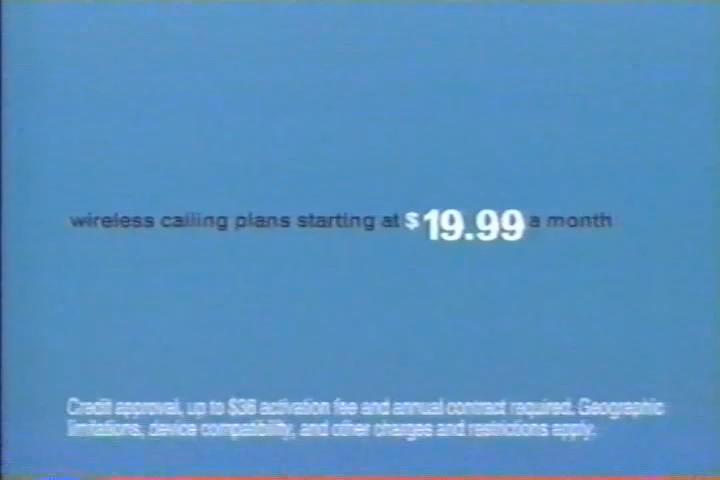 wireless calling plans starting at $19.99 a month
Credit approval, up to $36 activation fee and annual contract required. Geographic
limitations, device compatibility, and other charges and restrictions apply.